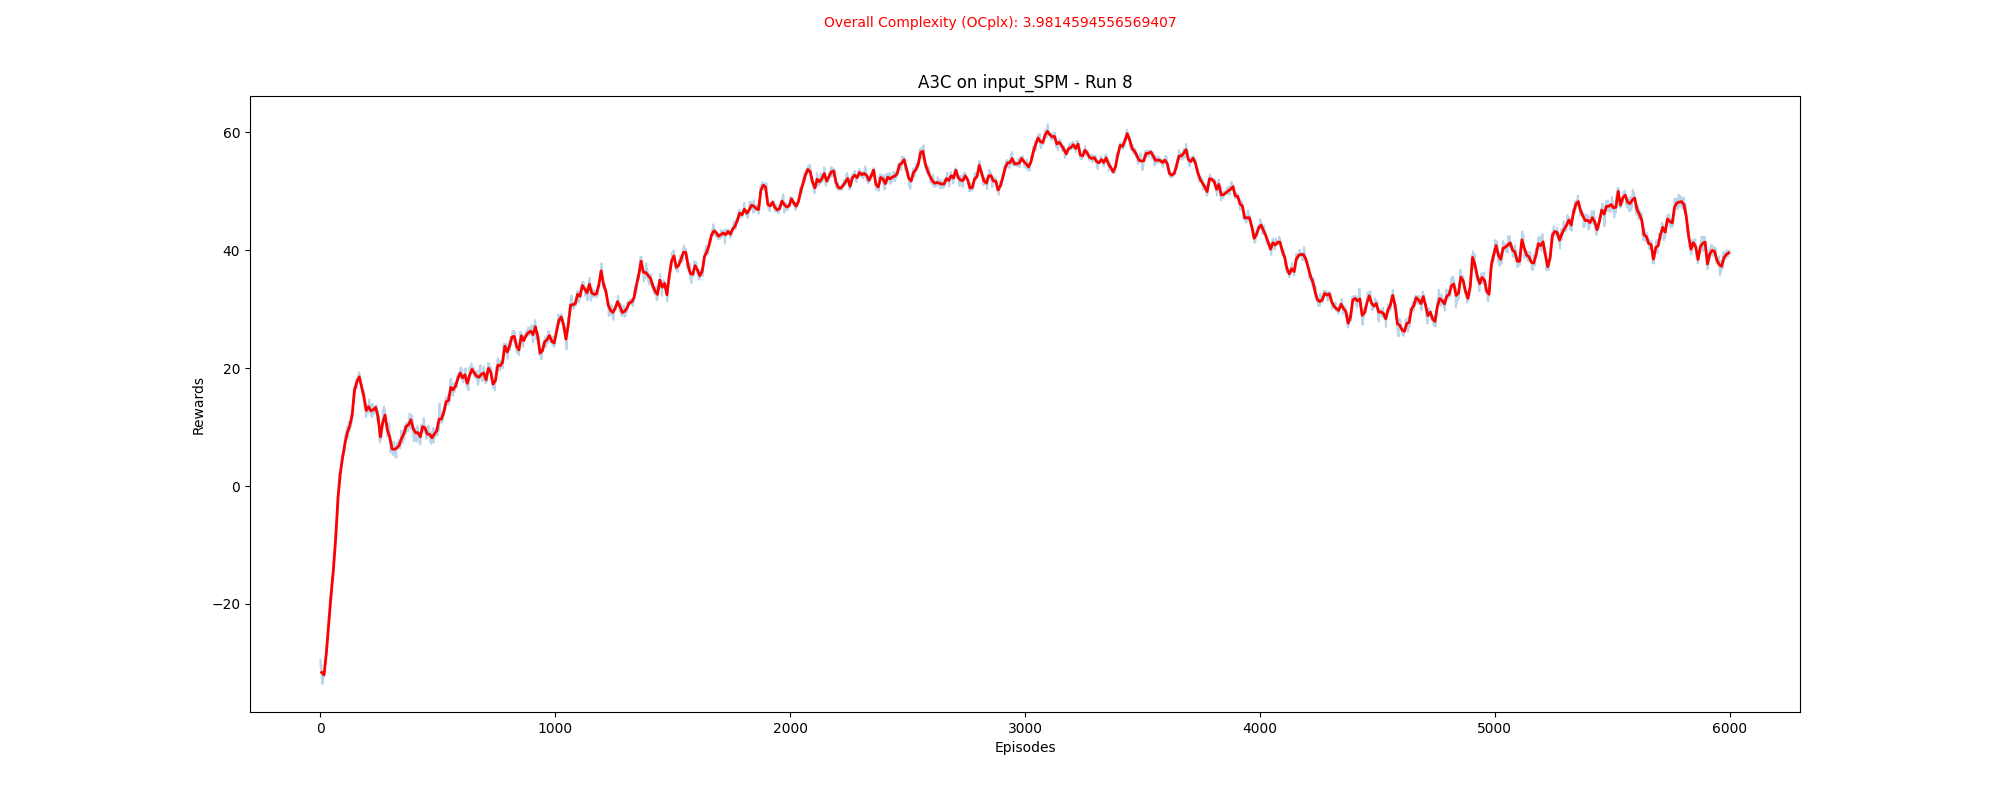 Overall Complexity (OCplx): 3.9814594556569407
A3C on input_SPM - Run 8
60
40
20
0
−20
Rewards
0 1000 2000 3000 4000 5000 6000
Episodes